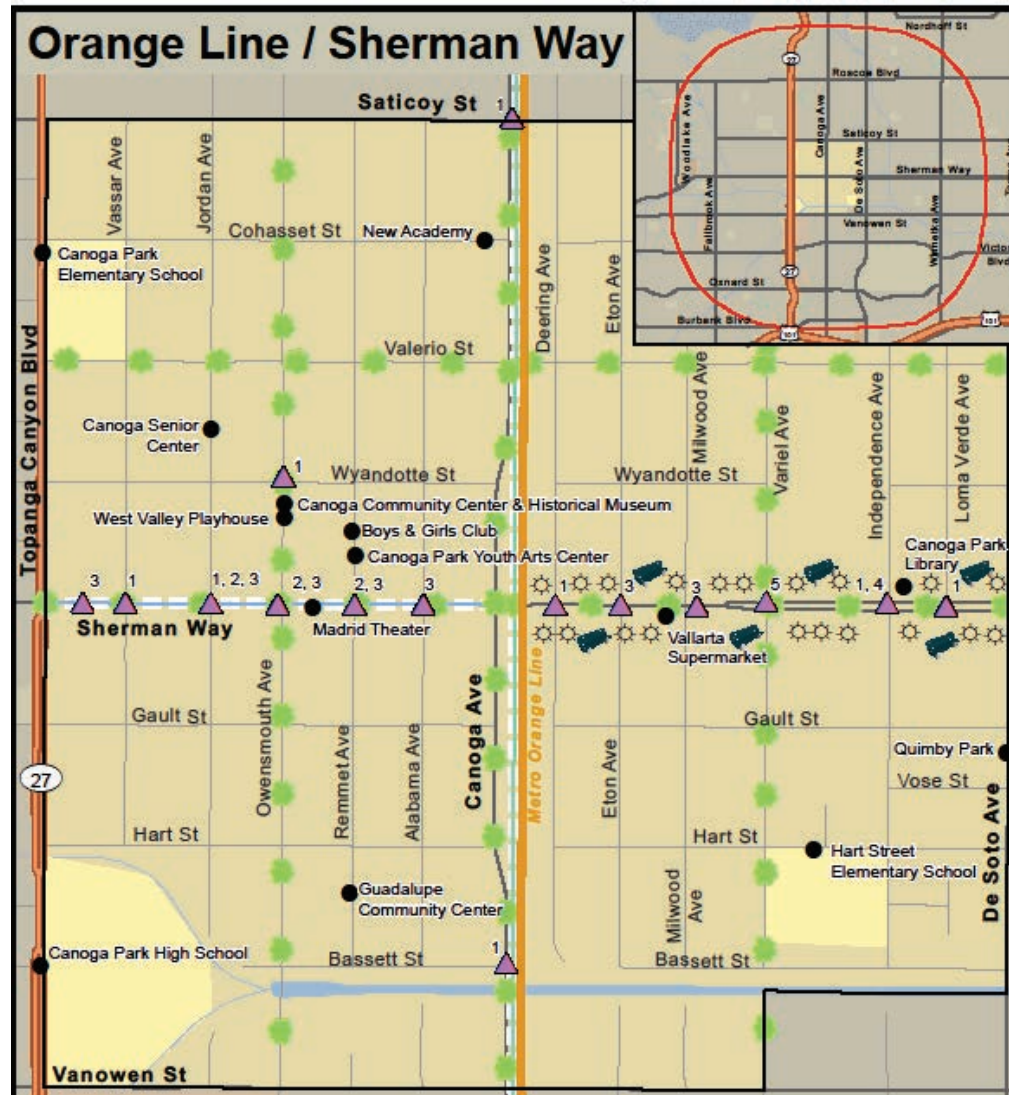 Orange Line / Sherman Way
Nordhoff St
27
Roscoe Blvd
Woodlake Ave
Fallbrook Ave
Canoga Ave
Saticoy St
De Soto Ave
Sherman Way
Vanowen St
Winnetka Ave
Oxnard St
27
Burbank Blvd
101
101
Saticoy St
1
Vassar Ave
Jordan Ave
Cohasset St
New Academy
Deering Ave
Eton Ave
Canoga Park
Elementary School
Topanga Canyon Blvd
Valerio St
Milwood Ave
Variel Ave
Independence Ave
Loma Verde Ave
Canoga Senior
Center
1
Wyandotte St
Wyandotte St
Canoga Community Center & Historical Museum
West Valley Playhouse
Boys & Girls Club
Canoga Park Youth Arts Center
Canoga Park
Library
3
1
1, 2, 3
2, 3
2, 3
3
1
3
3
5
1, 4
1
Sherman Way
Madrid Theater
Vallarta
Supermarket
Owensmouth Ave
Remmet Ave
Alabama Ave
Canoga Ave
Metro Orange Line
Eton Ave
Gault St
Gault St
Quimby Park
Vose St
27
Hart St
Hart St
Hart Street
Elementary School
De Soto Ave
Milwood
Ave
Guadalupe
Community Center
1
Canoga Park High School
Bassett St
Bassett St
Vanowen St